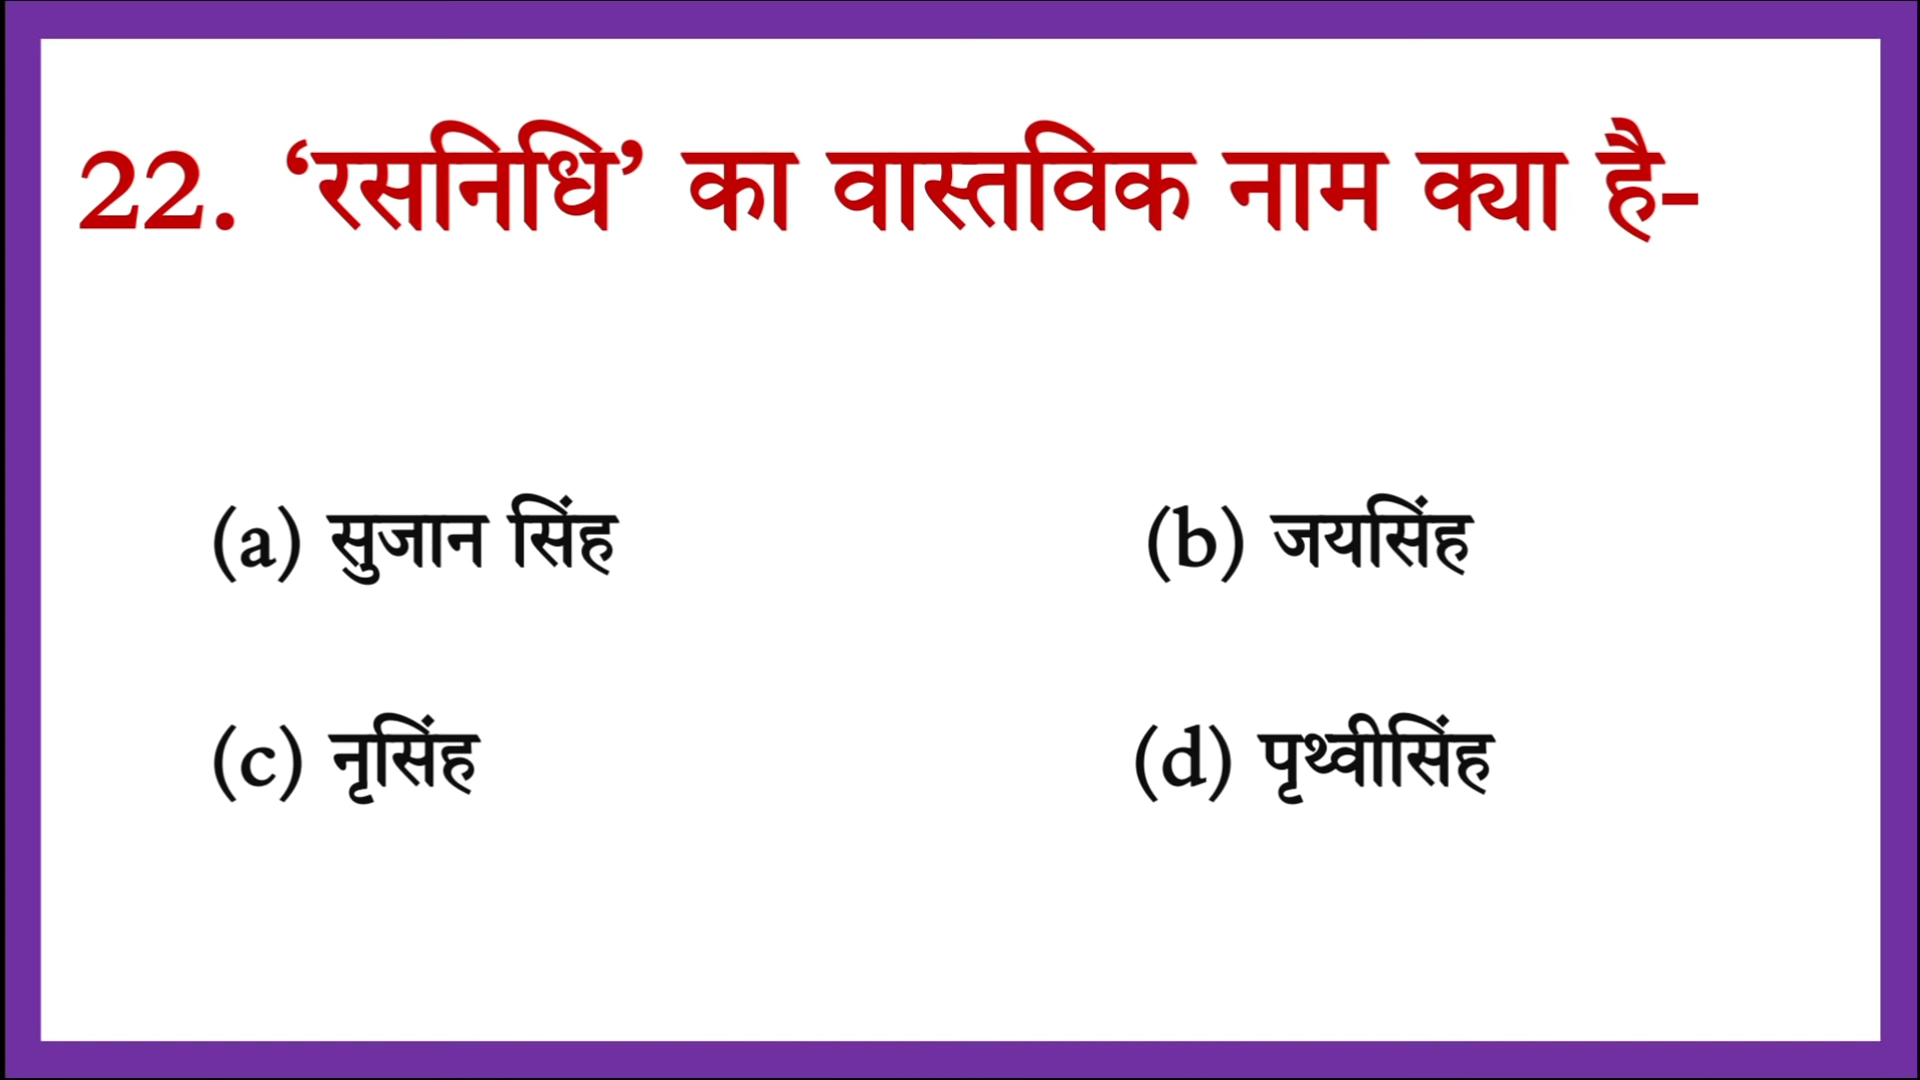 22. ‘रसनिधि’ का वास्तविक नाम क्या है-
(a) सुजान सिंह (b) जयसिंह
(c) नृसिंह (d) पृथ्वीसिंह